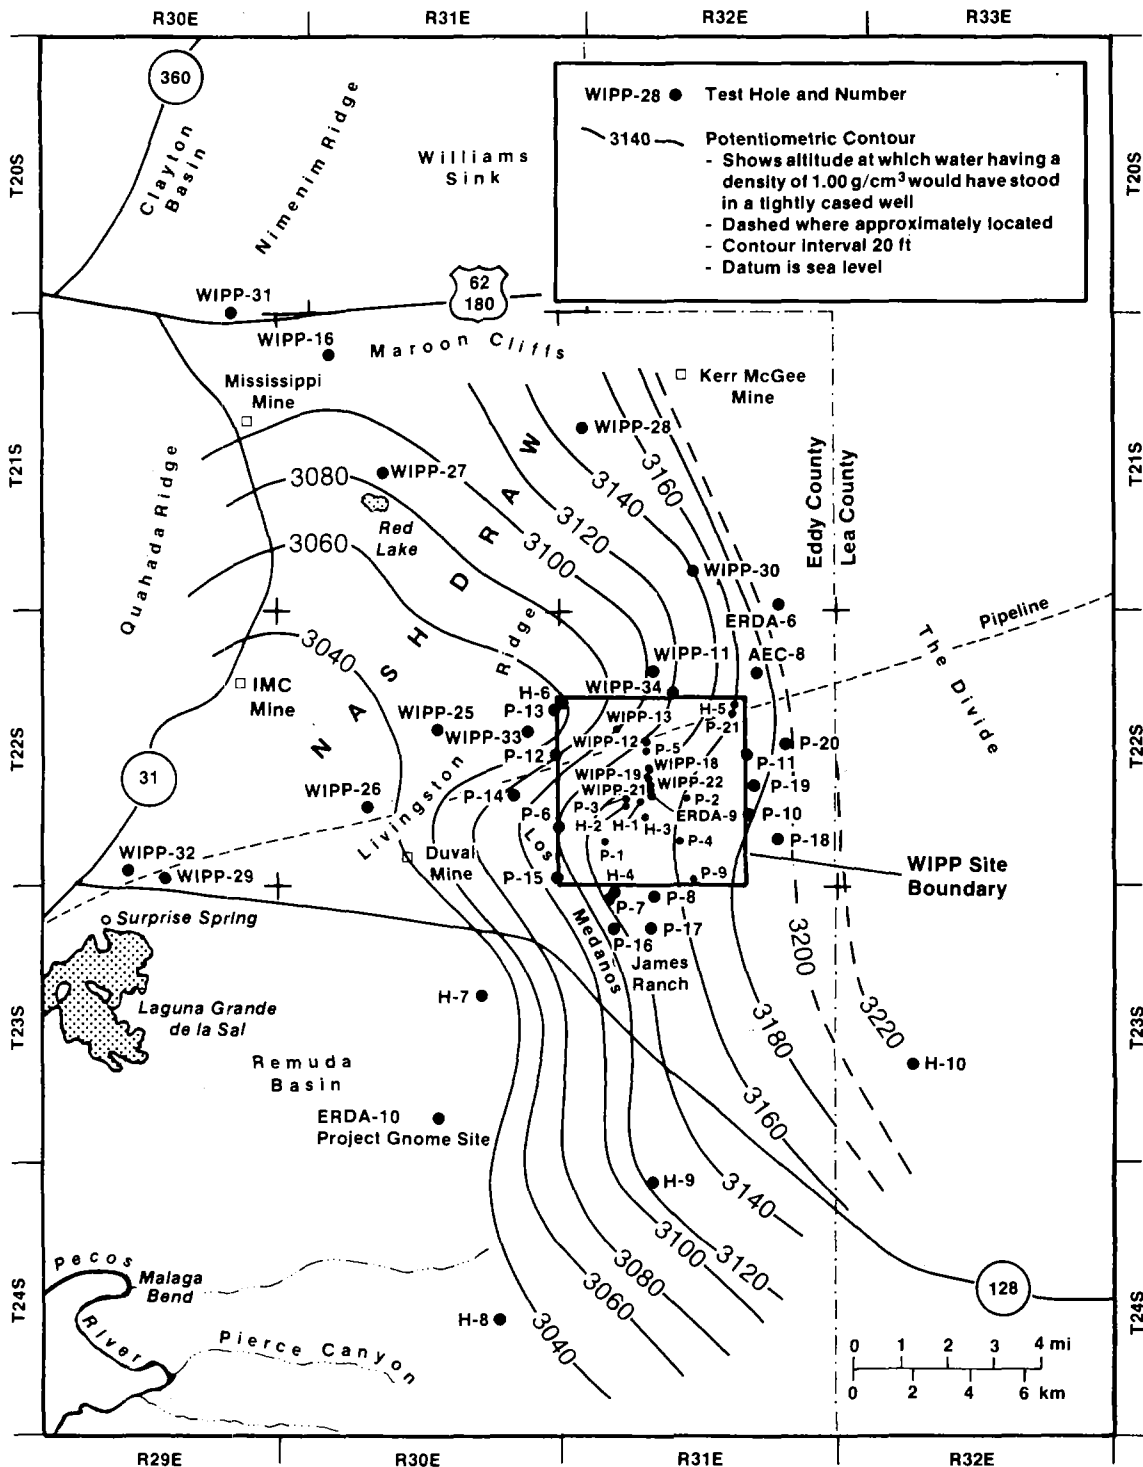 R30E
R31E
R32E
R33E
360
Clayton
Basin
Nimenim Ridge
Williams
Sink
WIPP-28
Test Hole and Number
3140
Potentiometric Contour
- Shows altitude at which water having a
density of 1.00 g/cm³ would have stood
in a tightly cased well
- Dashed where approximately located
- Contour Interval 20 ft
- Datum is sea level
T20S
T20S
62
180
WIPP-31
WIPP-16
Maroon Cliffs
Mississippi
Mine
Kerr McGee
Mine
WIPP-28
WIPP-27
T21S
T21S
Quahada Ridge
3080
Red
Lake
3060
3040
3100
3120
3140
3160
NASH DRAW
Eddy County
Lea County
WIPP-30
ERDA-6
Pipeline
The Divide
Livingston Ridge
WIPP-11
AEC-8
WIPP-34
IMC
Mine
H-6
P-13
WIPP-13
H-5
P-21
WIPP-25
WIPP-33
WIPP-12
P-5
P-20
P-12
WIPP-18
P-11
T22S
T22S
31
WIPP-19
WIPP-22
P-19
WIPP-26
P-14
WIPP-21
P-2
P-3
ERDA-9
P-10
P-6
H-2
H-1
H-3
P-18
Los
Medanos
P-1
P-4
Duval
Mine
WIPP Site
Boundary
WIPP-32
WIPP-29
P-15
H-4
P-9
P-7
P-8
P-16
P-17
James
Ranch
Surprise Spring
Laguna Grande
de la Sal
H-7
3200
3220
3180
3160
H-10
T23S
T23S
Remuda
Basin
ERDA-10
Project Gnome Site
H-9
3140
3120
3100
3080
3060
3040
Pecos
River
Malaga
Bend
H-8
Pierce Canyon
128
T24S
T24S
0 1 2 3 4 mi
0 2 4 6 km
R29E
R30E
R31E
R32E